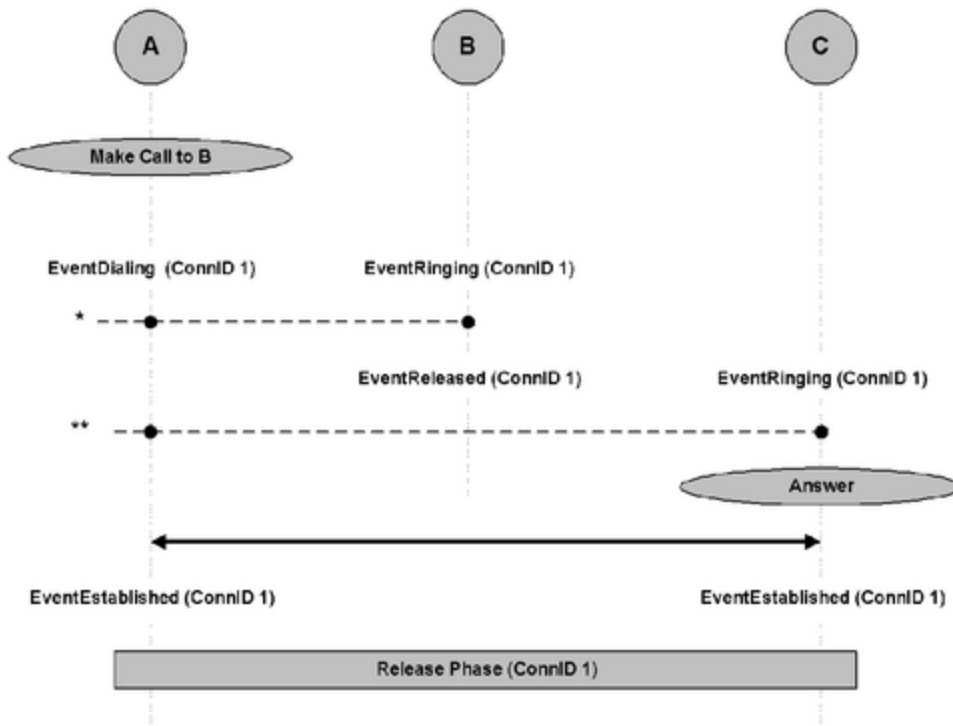 A
B
C
Make Call to B
EventDialing (ConnID 1)
EventRinging (ConnID 1)
*
EventReleased (ConnID 1)
EventRinging (ConnID 1)
**
Answer
EventEstablished (ConnID 1)
EventEstablished (ConnID 1)
Release Phase (ConnID 1)